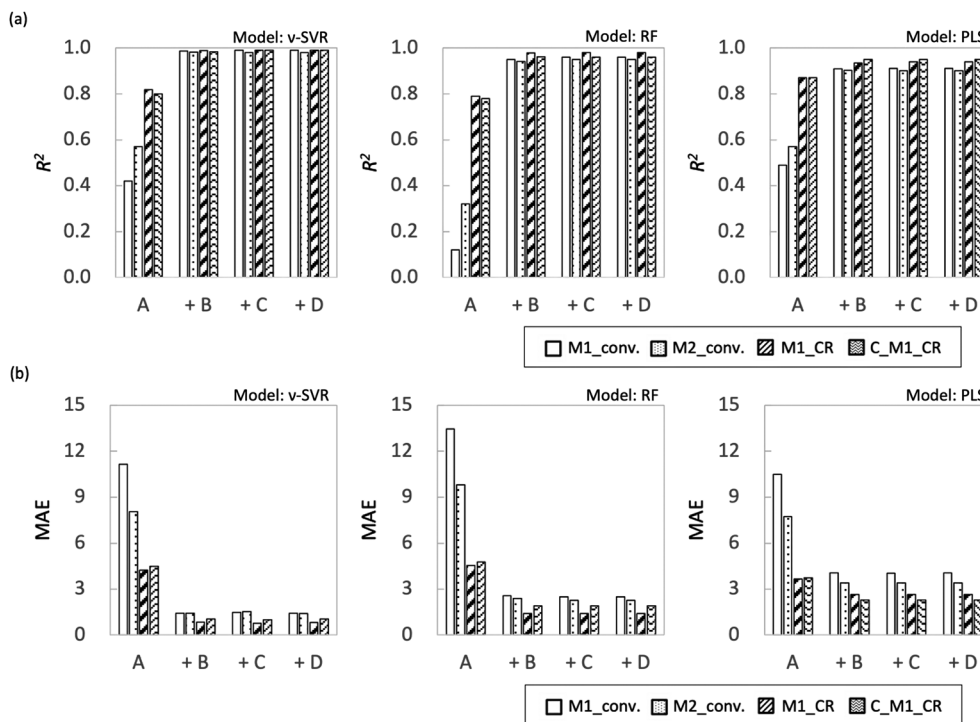 (a)
Model: ν-SVR
Model: RF
Model: PLS
1.0
0.8
0.6
0.4
0.2
0.0
R²
A + B + C + D
1.0
0.8
0.6
0.4
0.2
0.0
R²
A + B + C + D
1.0
0.8
0.6
0.4
0.2
0.0
R²
A + B + C + D
M1_conv. M2_conv. M1_CR C_M1_CR
(b)
Model: ν-SVR
Model: RF
Model: PLS
15
12
9
6
3
0
MAE
A + B + C + D
15
12
9
6
3
0
MAE
A + B + C + D
15
12
9
6
3
0
MAE
A + B + C + D
M1_conv. M2_conv. M1_CR C_M1_CR